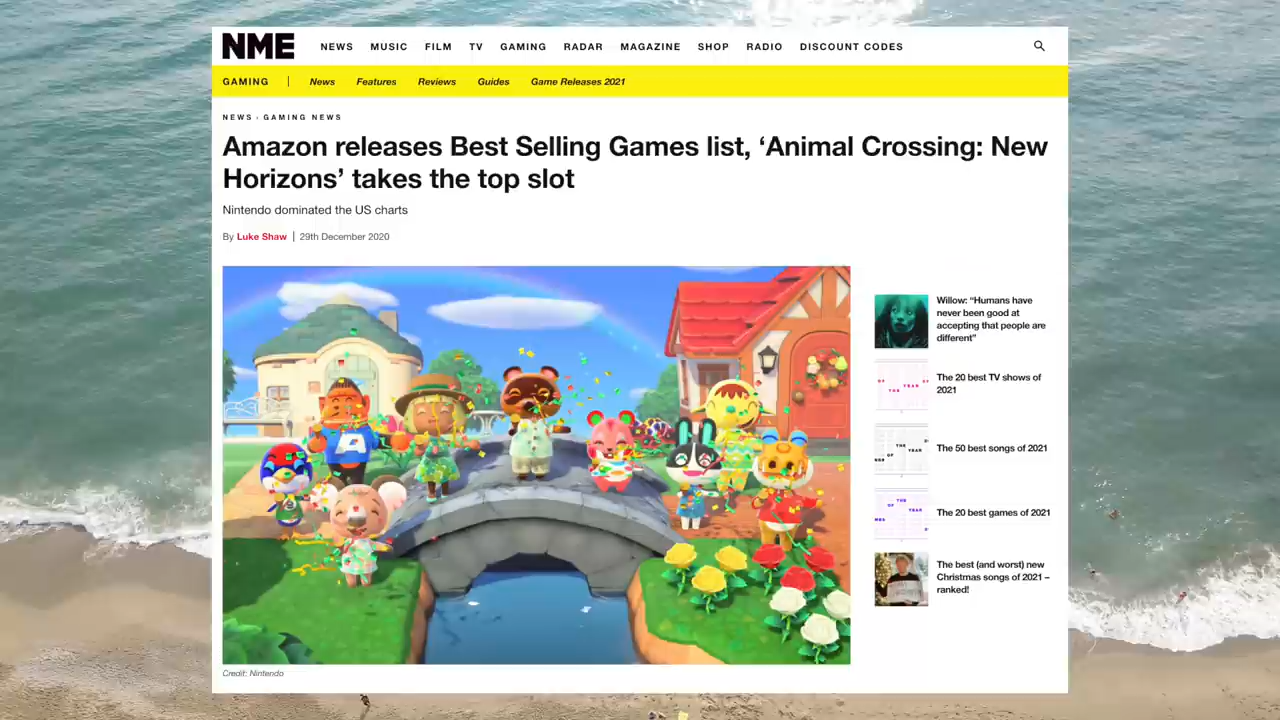 NME
NEWS MUSIC FILM TV GAMING RADAR MAGAZINE SHOP RADIO DISCOUNT CODES
GAMING | News Features Reviews Guides Game Releases 2021
NEWS › GAMING NEWS
Amazon releases Best Selling Games list, ‘Animal Crossing: New
Horizons’ takes the top slot
Nintendo dominated the US charts
By Luke Shaw | 29th December 2020
Willow: “Humans have
never been good at
accepting that people are
different”
The 20 best TV shows of
2021
The 50 best songs of 2021
The 20 best games of 2021
The best (and worst) new
Christmas songs of 2021 –
ranked!
Credit: Nintendo